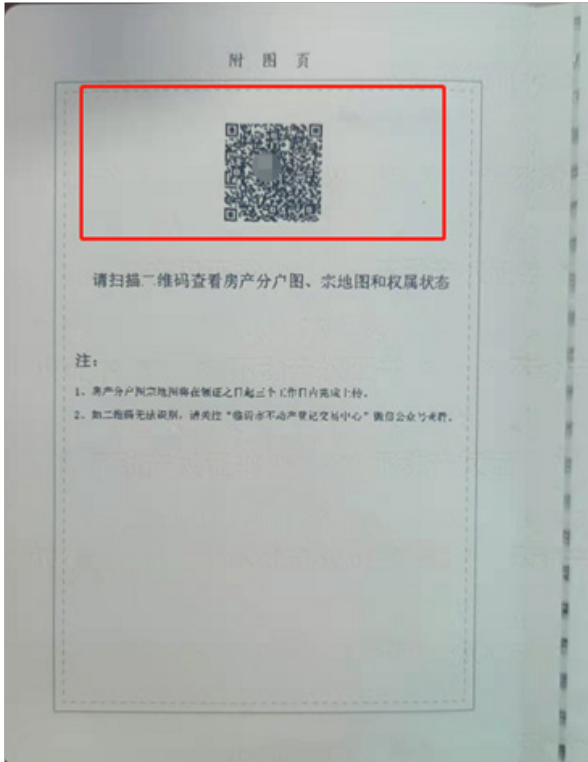 附 图 页
请扫描二维码查看房产分户图、宗地图和权属状态
注：
1、房产分户图宗地图将在领证之日起三个工作日内完成上传。
2、如二维码无法识别，请关注“临沂市不动产登记交易中心”微信公众号查看。